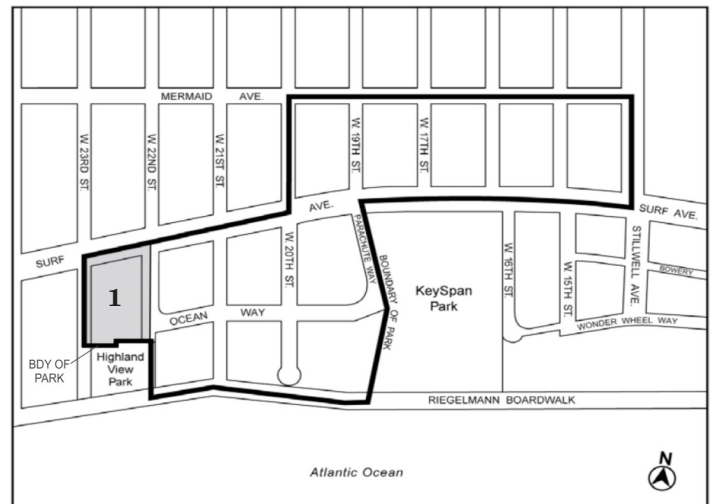 MERMAID AVE.
W. 23RD ST.
W. 22ND ST.
W. 21ST ST.
W. 19TH ST.
W. 17TH ST.
AVE.
SURF AVE.
SURF
PARACHUTE WAY
W. 20TH ST.
BOUNDARY OF PARK
W. 16TH ST.
W. 15TH ST.
STILLWELL AVE.
BOWERY
KeySpan
Park
1
OCEAN WAY
WONDER WHEEL WAY
BDY OF
PARK
Highland
View
Park
RIEGELMANN BOARDWALK
Atlantic Ocean
N